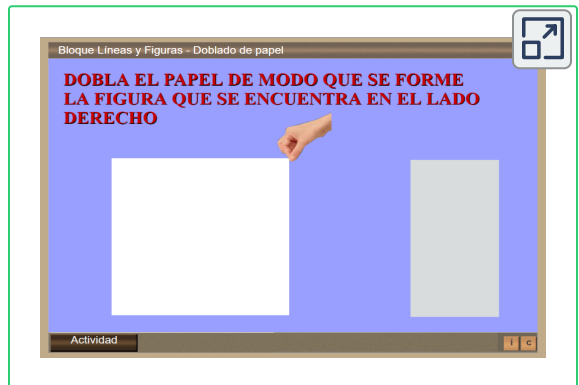 Bloque Líneas y Figuras - Doblado de papel
DOBLA EL PAPEL DE MODO QUE SE FORME
LA FIGURA QUE SE ENCUENTRA EN EL LADO
DERECHO
Actividad
i c